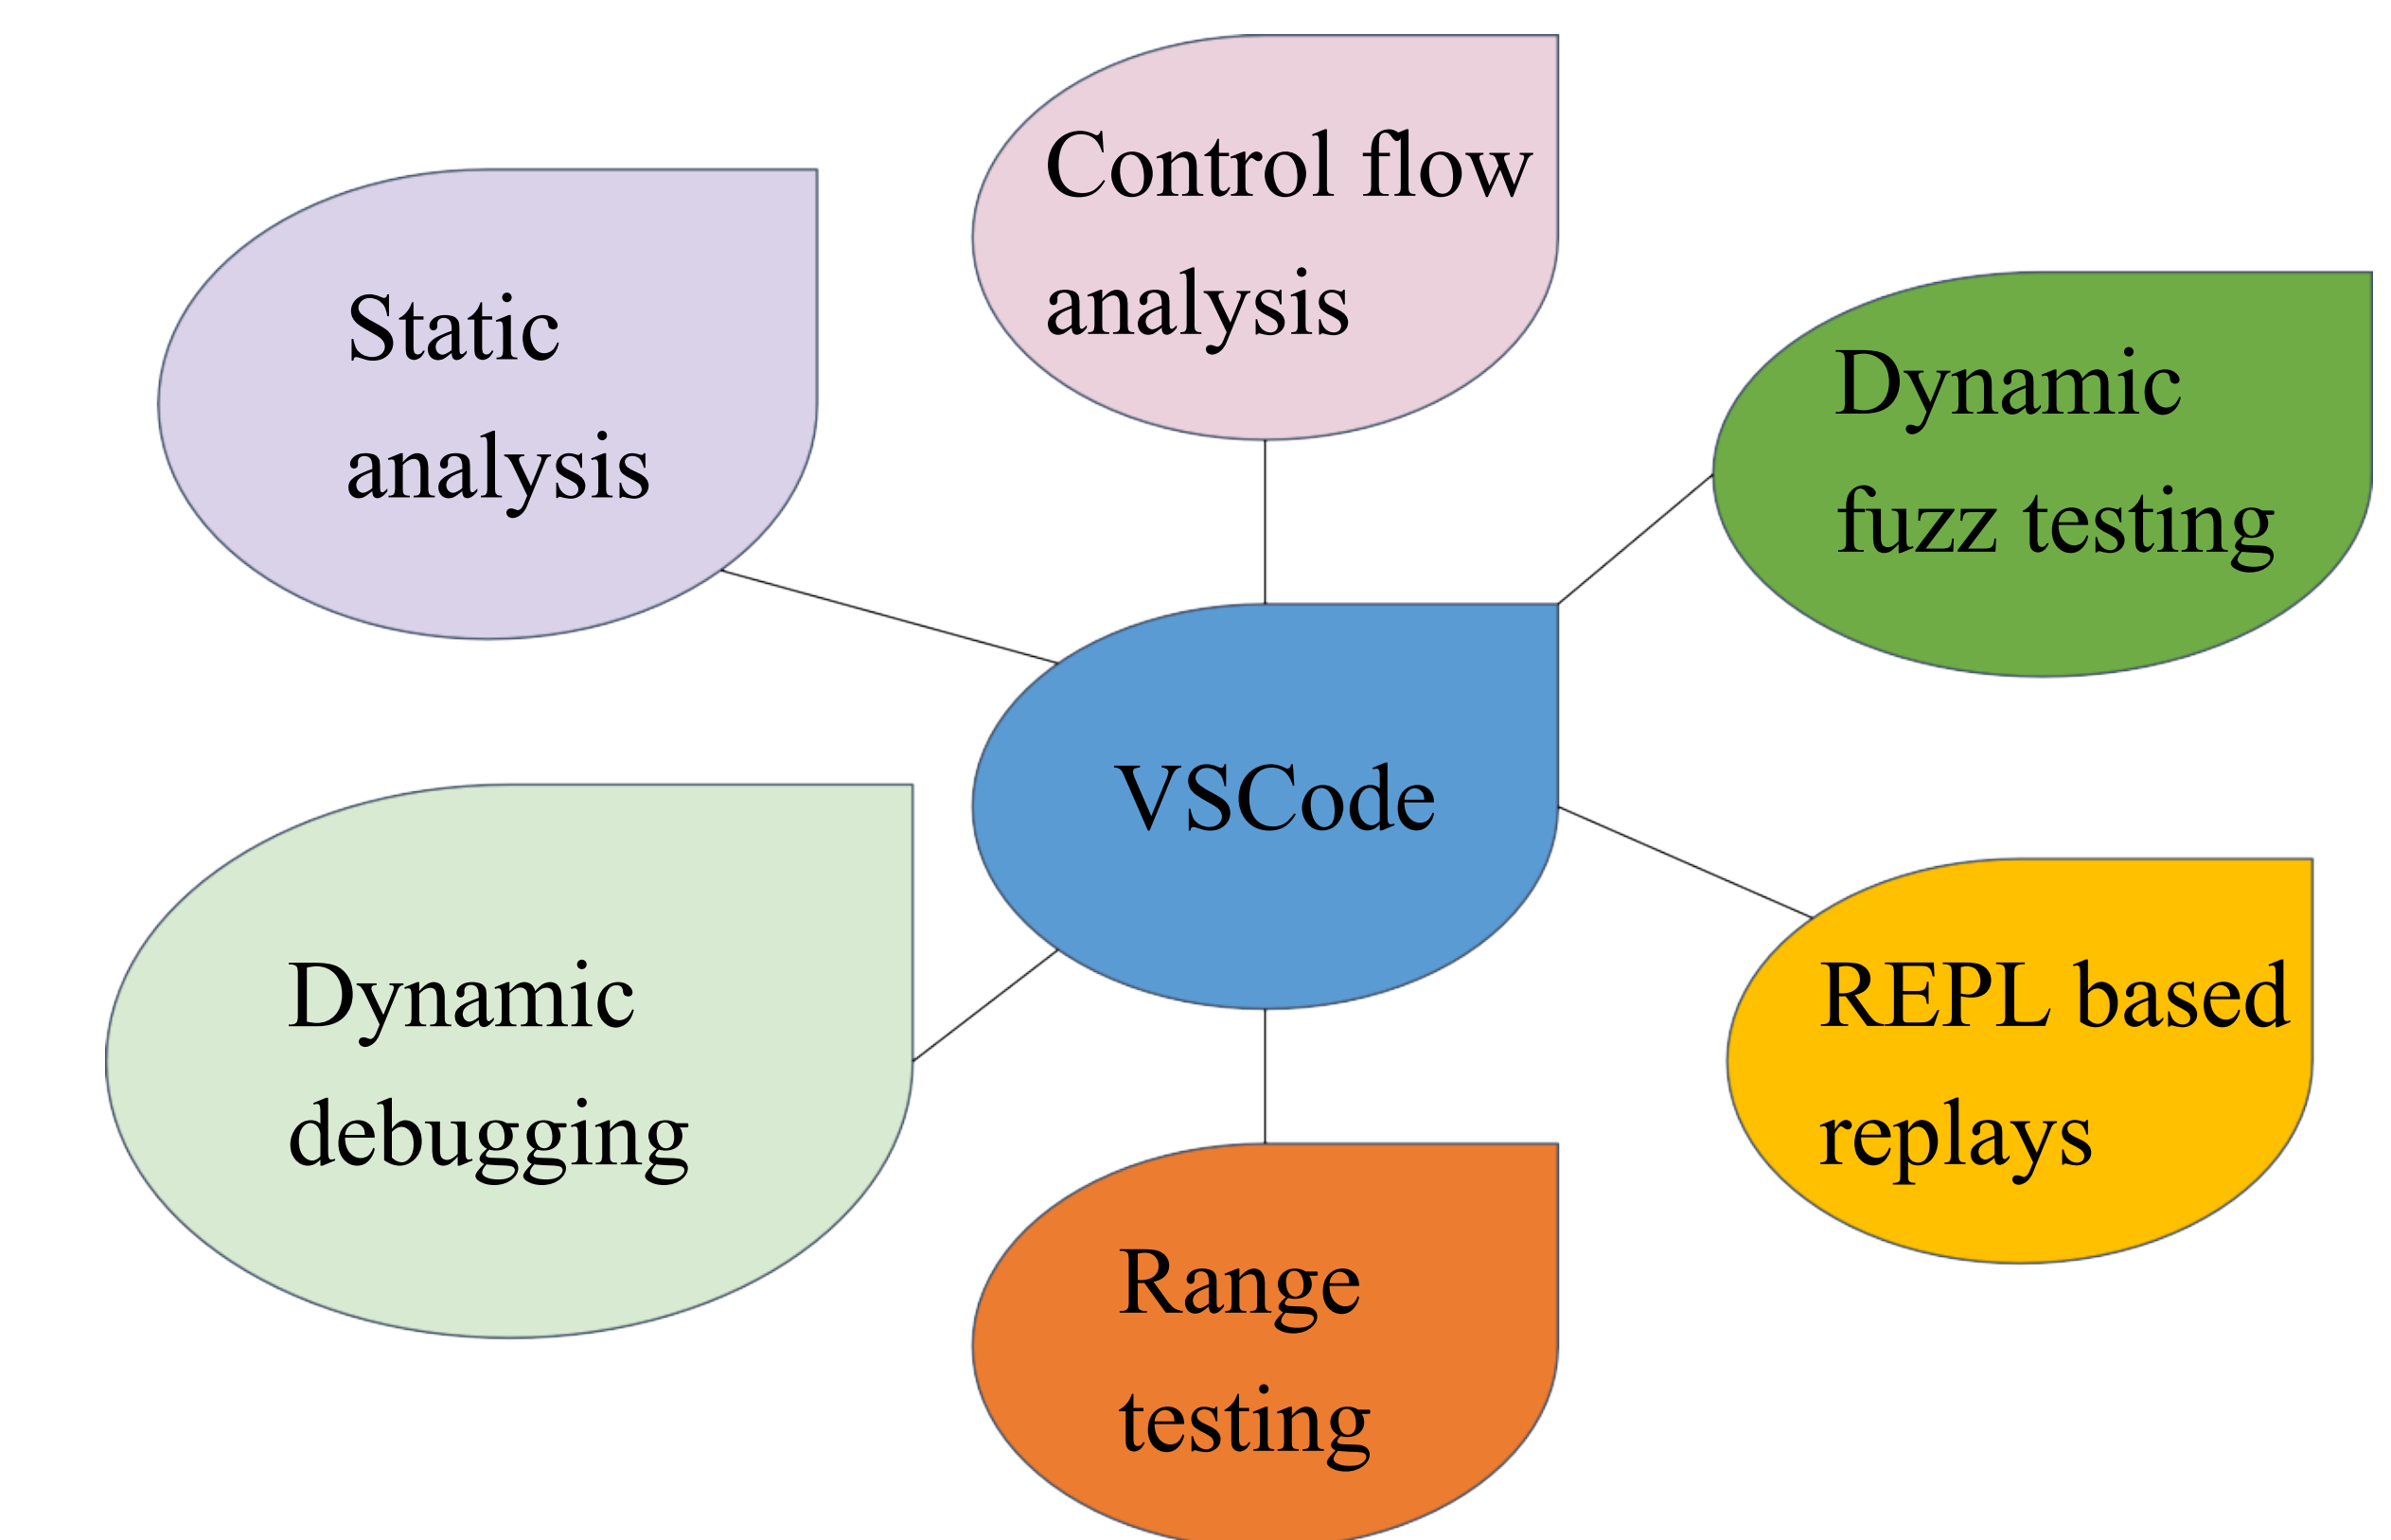 Control flow
analysis
Static
analysis
Dynamic
fuzz testing
VSCode
Dynamic
debugging
REPL based
replays
Range
testing